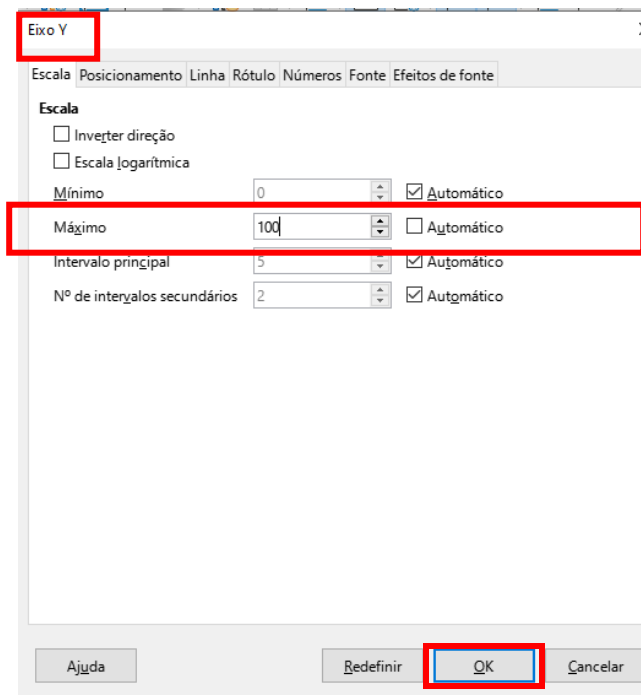 Eixo Y
Escala Posicionamento Linha Rótulo Números Fonte Efeitos de fonte
Escala
Inverter direção
Escala logarítmica
Mínimo 0 Automático
Máximo 100 Automático
Intervalo principal 5 Automático
Nº de intervalos secundários 2 Automático
Ajuda Redefinir OK Cancelar